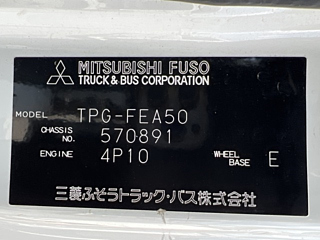 MITSUBISHI FUSO
TRUCK & BUS CORPORATION
MODEL TPG-FEA50
CHASSIS NO. 570891
ENGINE 4P10 WHEEL BASE E
三菱ふそうトラック・バス株式会社